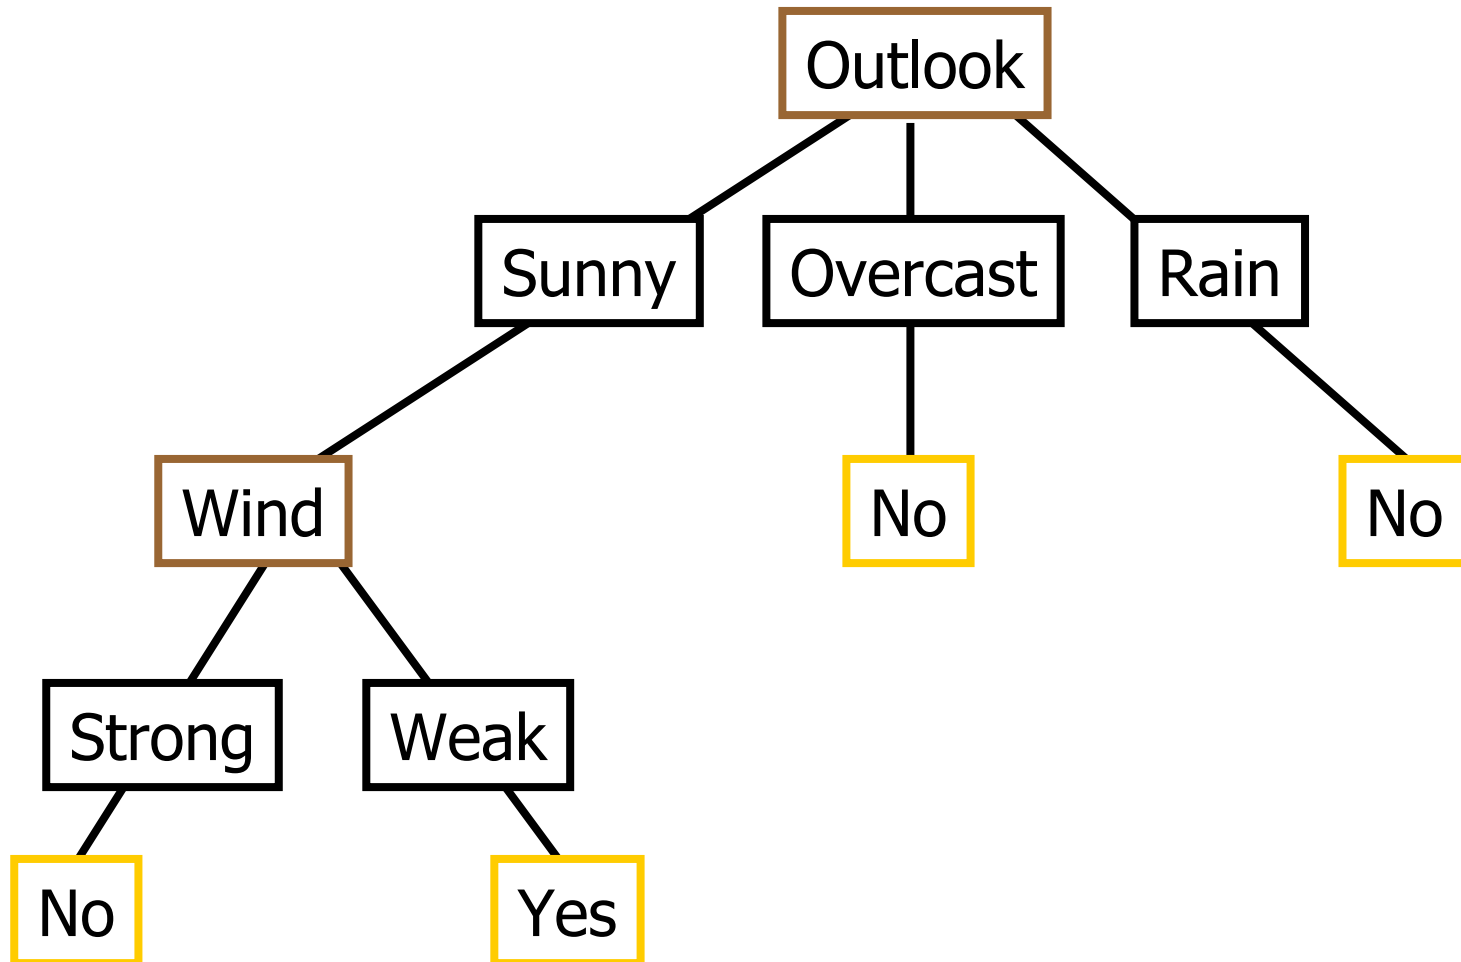 Outlook
Sunny Overcast Rain
Wind No No
Strong Weak
No Yes